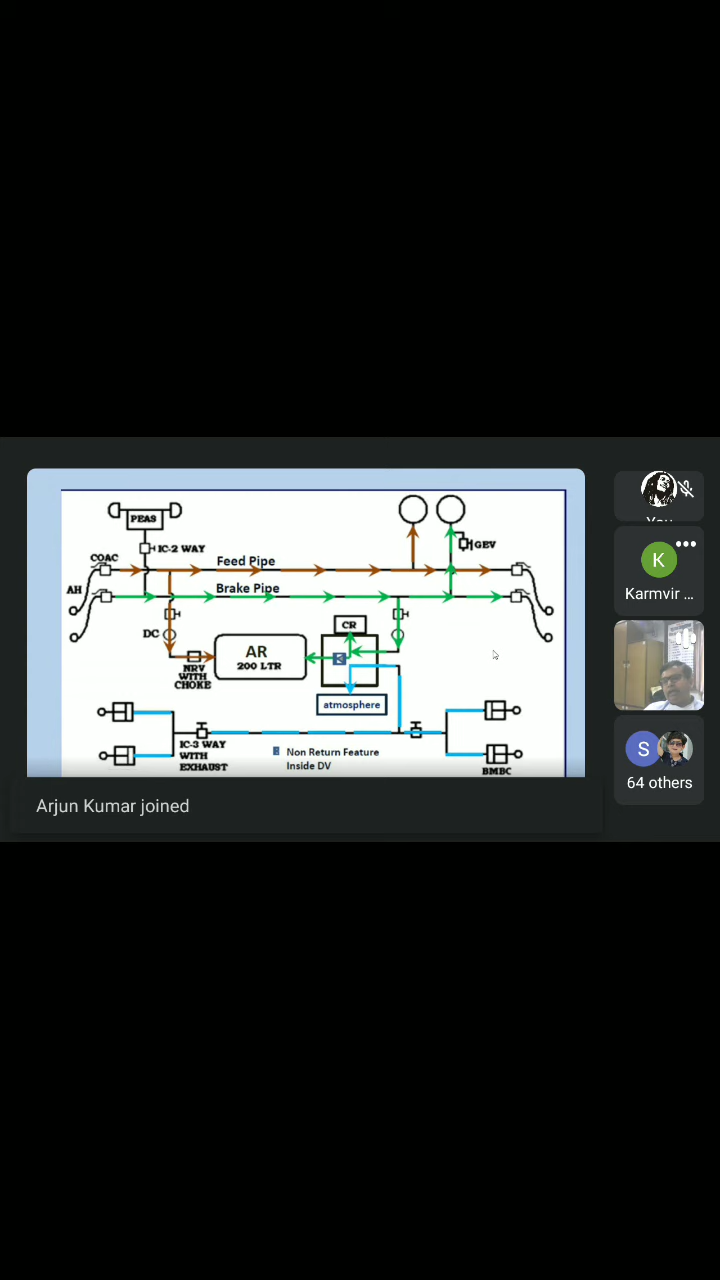 PEAS
IC-2 WAY
GEV
COAC
Feed Pipe
AH
Brake Pipe
DC
CR
AR
200 LTR
NRV
WITH
CHOKE
atmosphere
IC-3 WAY
WITH
EXHAUST
Non Return Feature
Inside DV
BMBC
Arjun Kumar joined
K
Karmvir ...
S
64 others